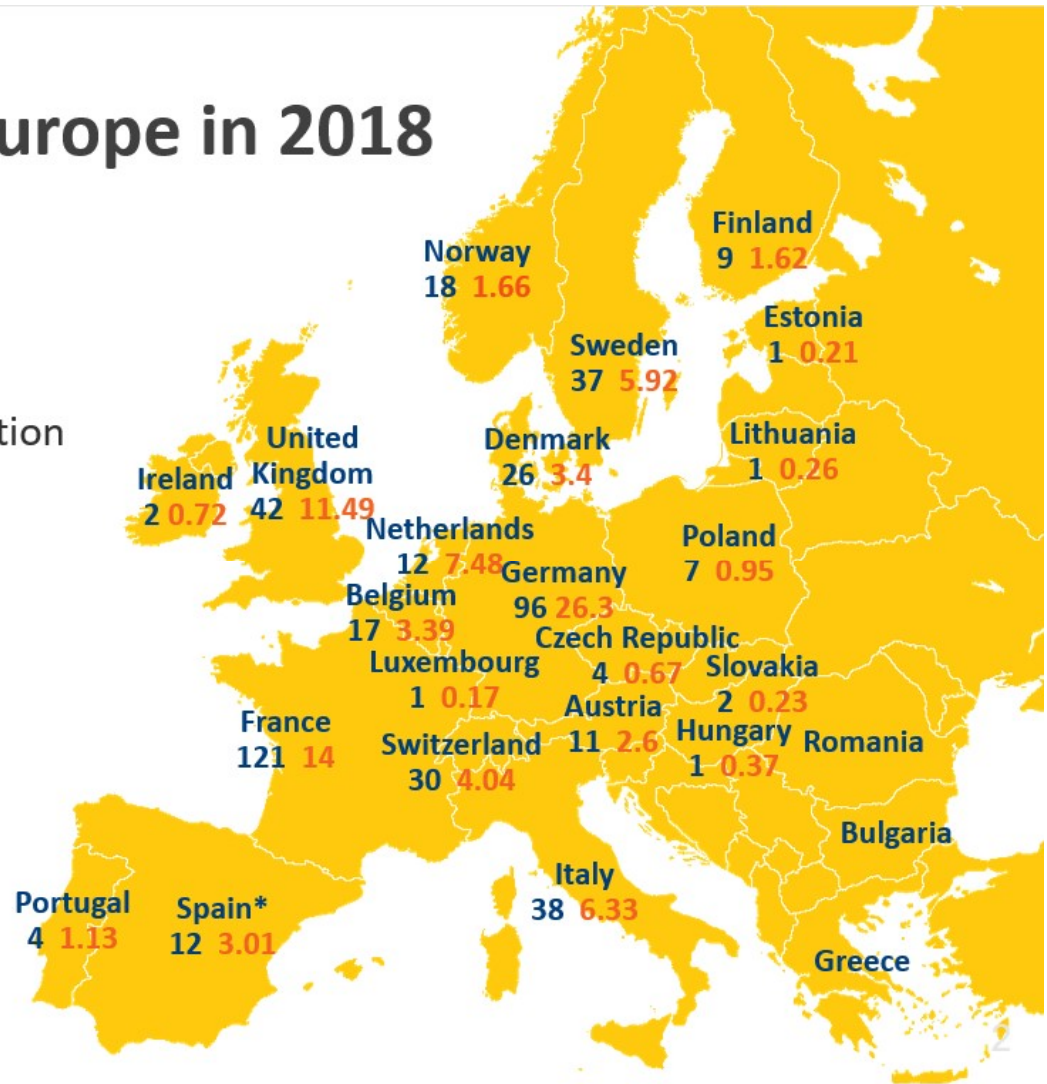 urope in 2018
Finland
9 1.62
Norway
18 1.66
Estonia
1 0.21
Sweden
37 5.92
tion
United
Kingdom
42 11.49
Denmark
26 3.4
Lithuania
1 0.26
Ireland
2 0.72
Netherlands
12 7.48
Poland
7 0.95
Germany
96 26.3
Belgium
17 3.39
Czech Republic
4 0.67
Luxembourg
1 0.17
Slovakia
2 0.23
Austria
11 2.6
France
121 14
Switzerland
30 4.04
Hungary
1 0.37
Romania
Bulgaria
Italy
38 6.33
Portugal
4 1.13
Spain*
12 3.01
Greece
2